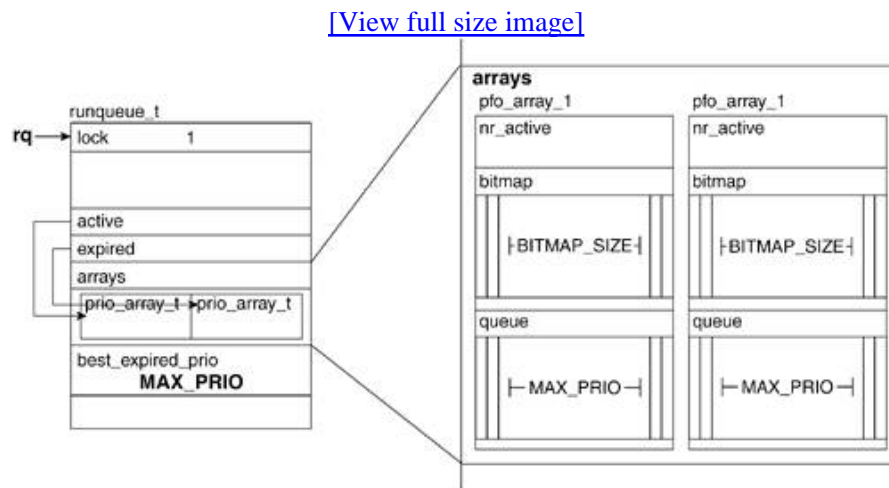 [View full size image]
runqueue_t
rq
lock 1
active
expired
arrays
prio_array_t prio_array_t
best_expired_prio
MAX_PRIO
arrays
pfo_array_1 pfo_array_1
nr_active nr_active
bitmap bitmap
BITMAP_SIZE BITMAP_SIZE
queue queue
MAX_PRIO MAX_PRIO